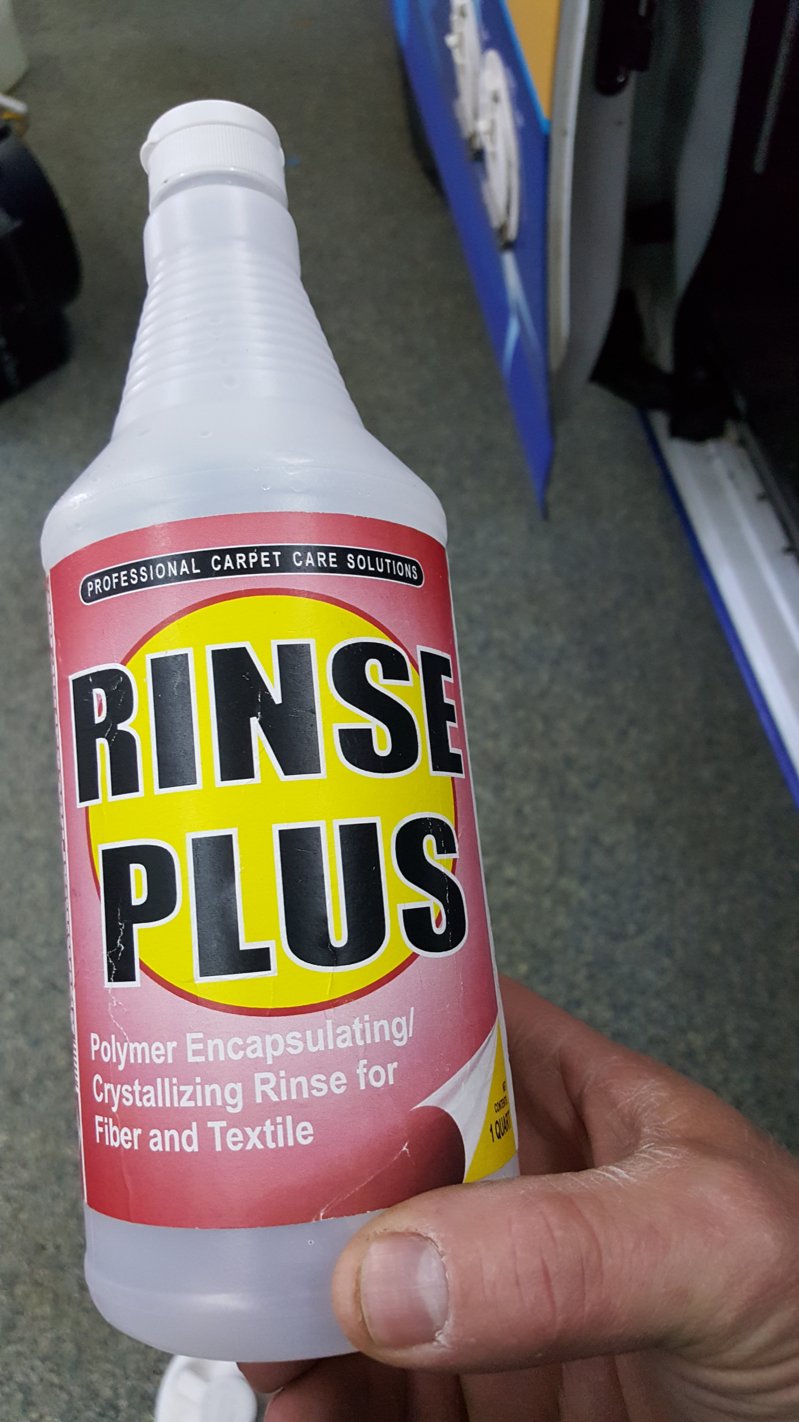 PROFESSIONAL CARPET CARE SOLUTIONS
RINSE
PLUS
Polymer Encapsulating/
Crystallizing Rinse for
Fiber and Textile
1 QUART